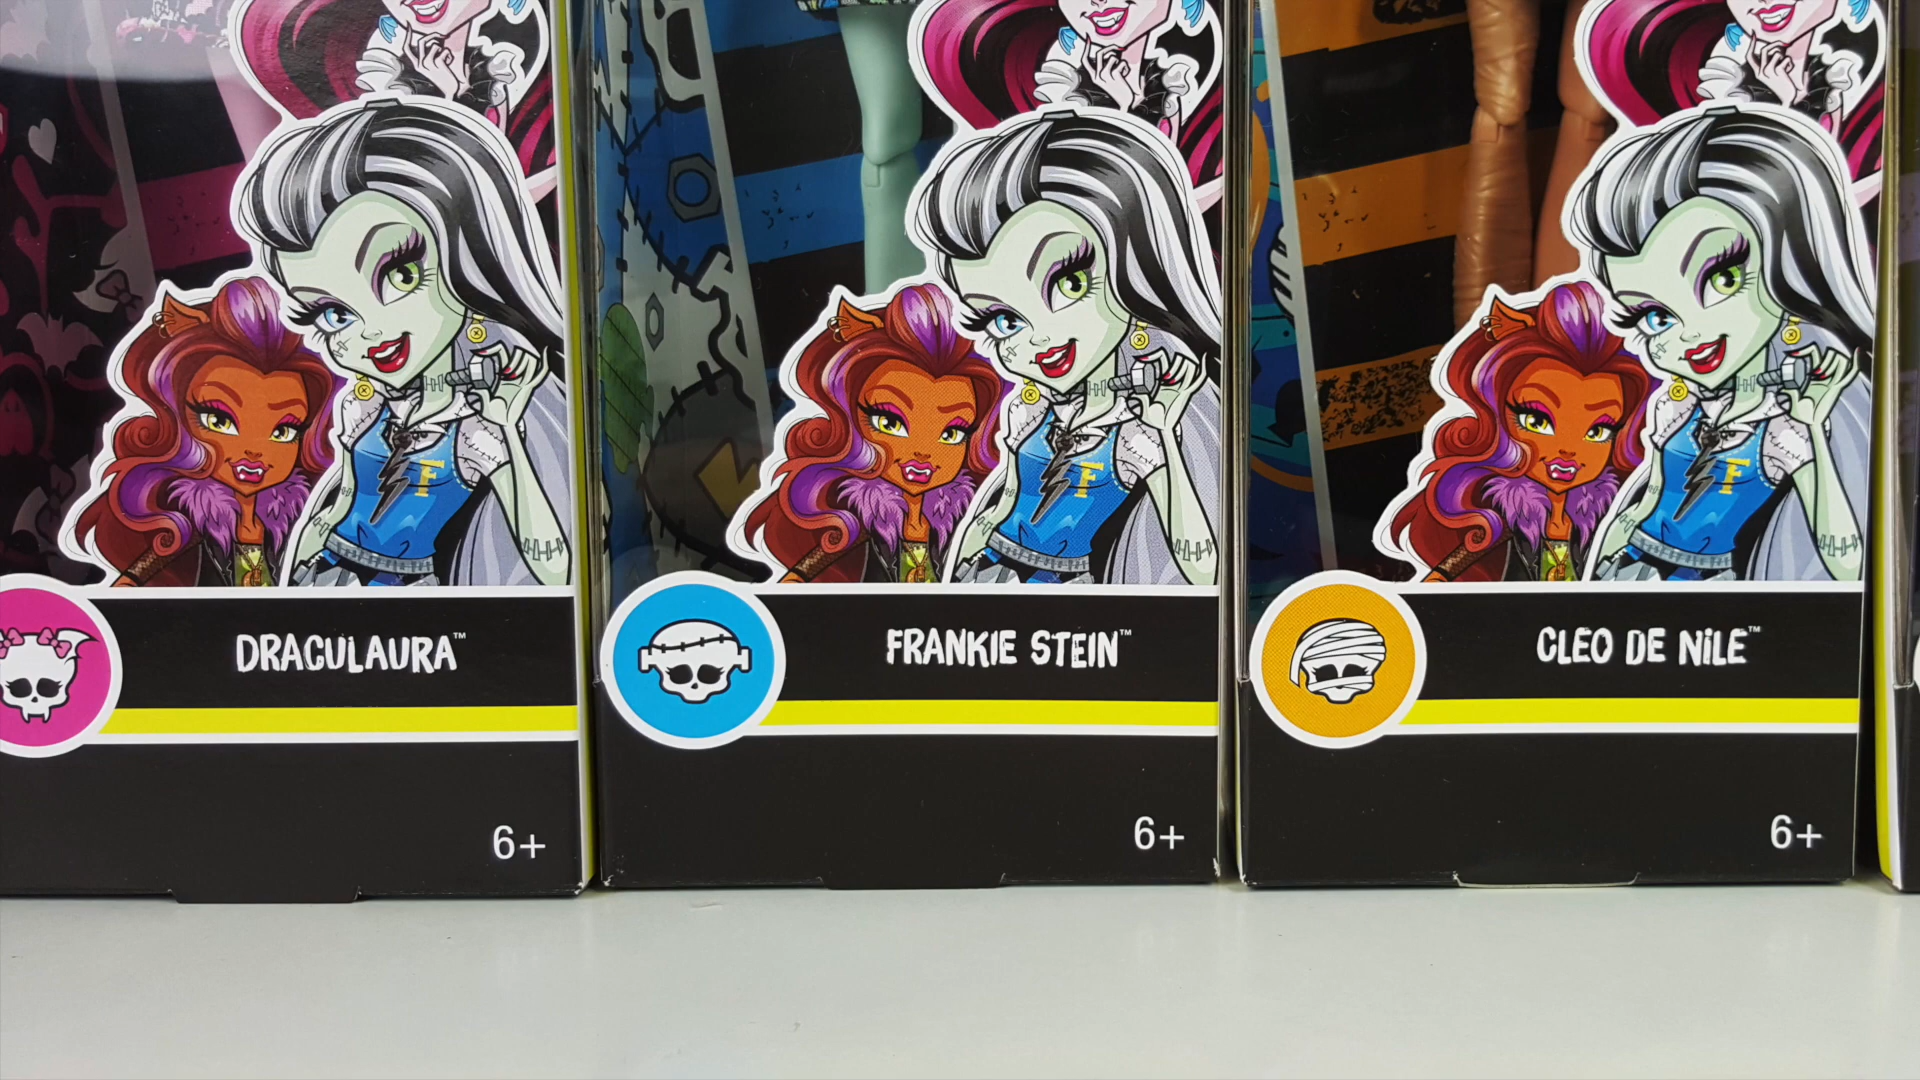 F
DRACULAURA™
6+
F
FRANKIE STEIN™
6+
F
CLEO DE NILE™
6+